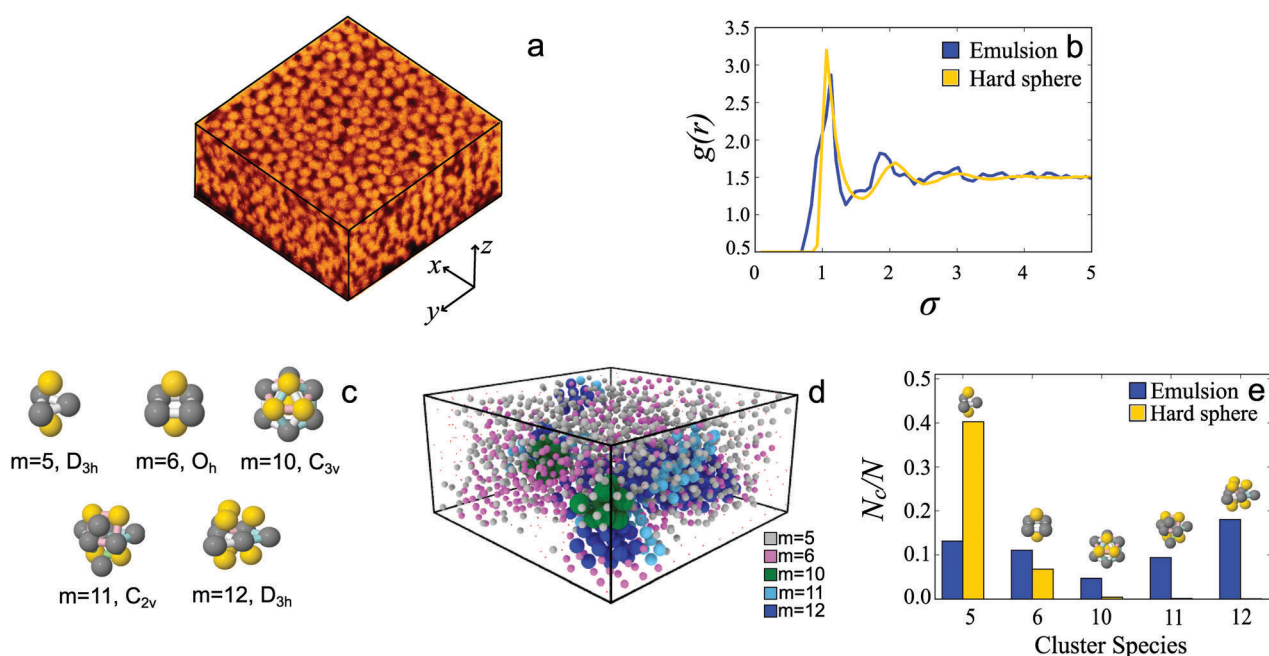 a
x
y
z
b
Emulsion
Hard sphere
g(r)
3.5
3.0
2.5
2.0
1.5
1.0
0.5
0 1 2 3 4 5
σ
c
m=5, D3h
m=6, Oh
m=10, C3v
m=11, C2v
m=12, D3h
d
m=5
m=6
m=10
m=11
m=12
e
Emulsion
Hard sphere
Nc/N
0.5
0.4
0.3
0.2
0.1
0.0
5 6 10 11 12
Cluster Species